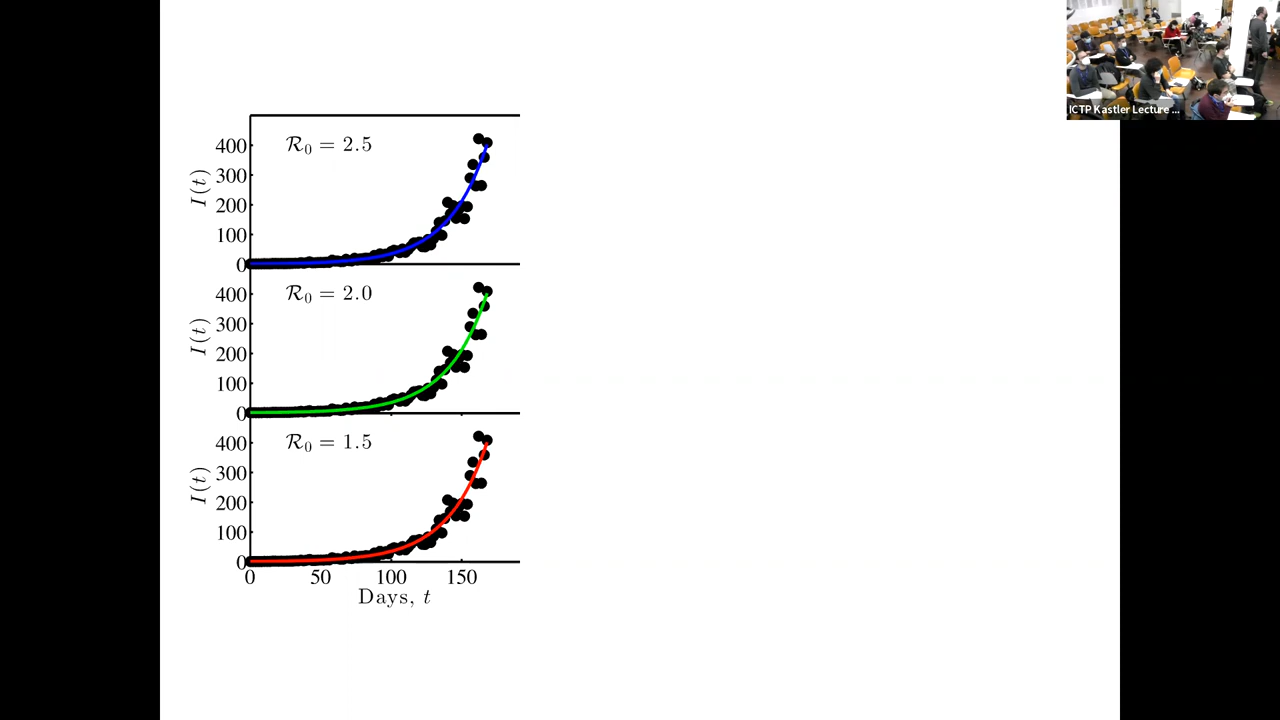 ICTP Kastler Lecture ...
R₀ = 2.5
400
300
200
100
0
I(t)
R₀ = 2.0
400
300
200
100
0
I(t)
R₀ = 1.5
400
300
200
100
0
I(t)
0 50 100 150
Days, t